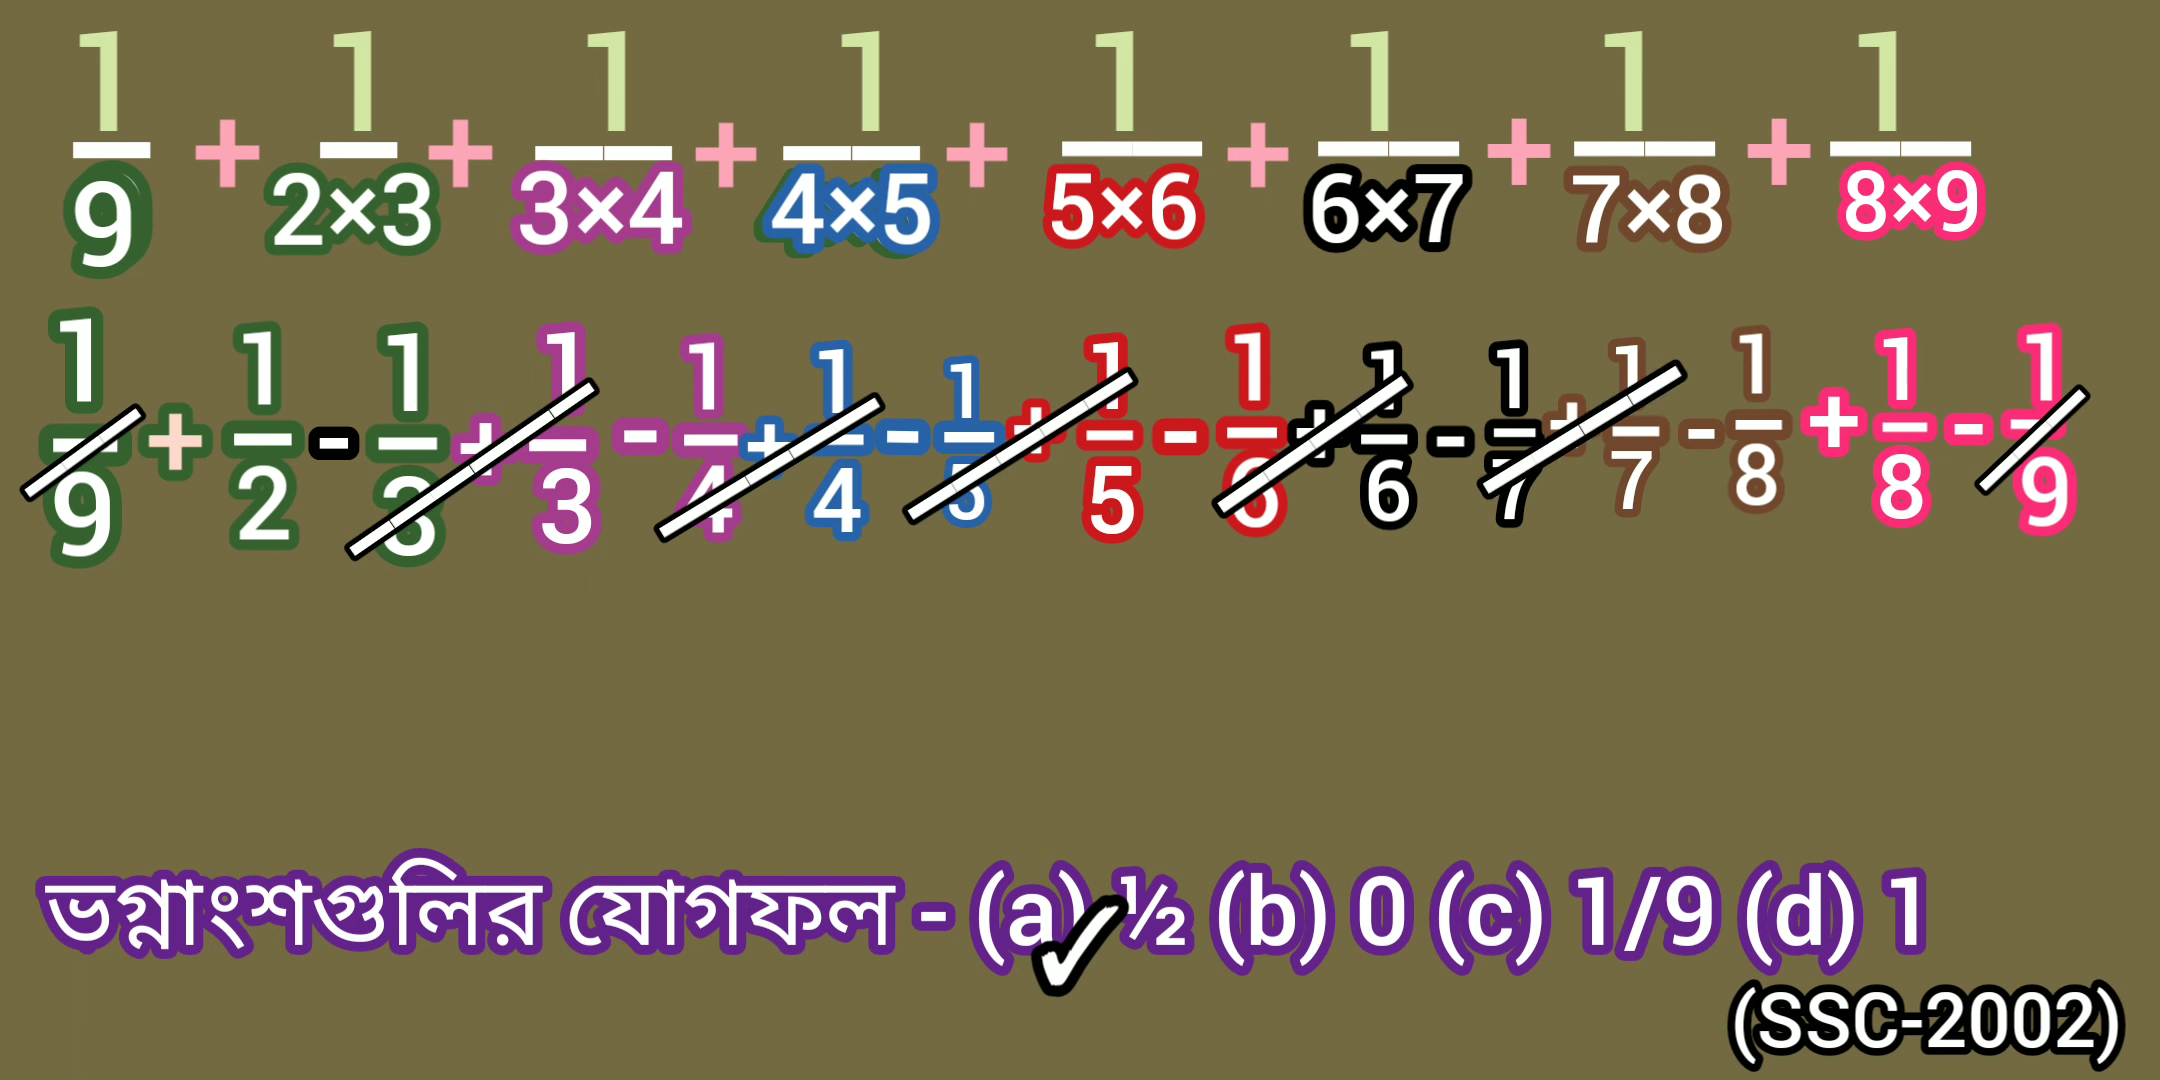 1/9 + 1/2×3 + 1/3×4 + 1/4×5 + 1/5×6 + 1/6×7 + 1/7×8 + 1/8×9
1/9 + 1/2 - 1/3 + 1/3 - 1/4 + 1/4 - 1/5 + 1/5 - 1/6 + 1/6 - 1/7 + 1/7 - 1/8 + 1/8 - 1/9
ভগ্নাংশগুলির যোগফল - (a)✓½ (b) 0 (c) 1/9 (d) 1
(SSC-2002)